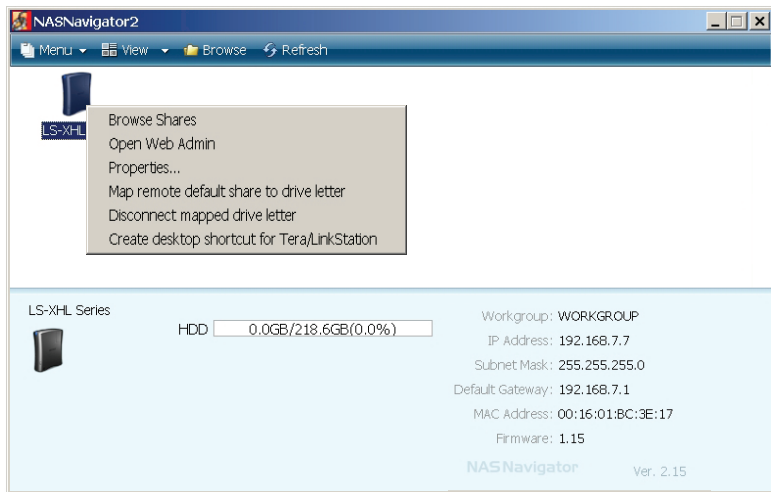 NASNavigator2
Menu View Browse Refresh
LS-XHL
Browse Shares
Open Web Admin
Properties...
Map remote default share to drive letter
Disconnect mapped drive letter
Create desktop shortcut for Tera/LinkStation
LS-XHL Series
HDD 0.0GB/218.6GB(0.0%)
Workgroup: WORKGROUP
IP Address: 192.168.7.7
Subnet Mask: 255.255.255.0
Default Gateway: 192.168.7.1
MAC Address: 00:16:01:BC:3E:17
Firmware: 1.15
NASNavigator Ver. 2.15